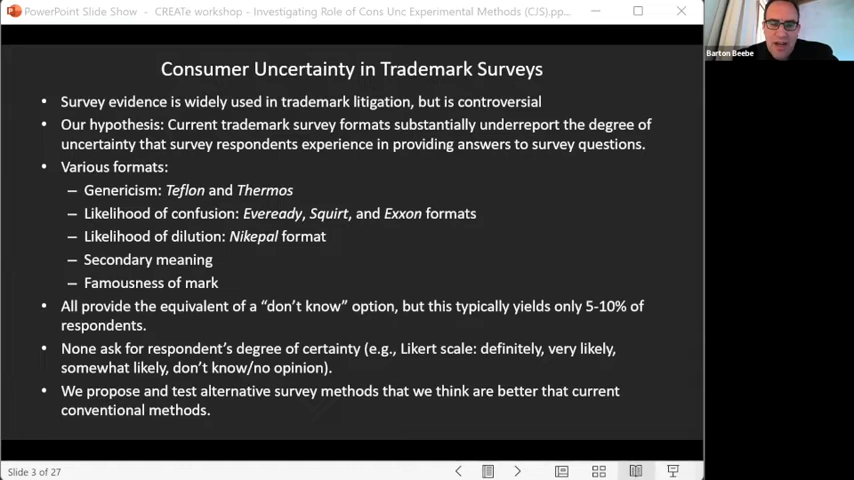 PowerPoint Slide Show - CREATe workshop - Investigating Role of Cons Unc Experimental Methods (CJS).pp...
Barton Beebe
Consumer Uncertainty in Trademark Surveys
• Survey evidence is widely used in trademark litigation, but is controversial
• Our hypothesis: Current trademark survey formats substantially underreport the degree of
uncertainty that survey respondents experience in providing answers to survey questions.
• Various formats:
– Genericism: Teflon and Thermos
– Likelihood of confusion: Eveready, Squirt, and Exxon formats
– Likelihood of dilution: Nikepal format
– Secondary meaning
– Famousness of mark
• All provide the equivalent of a “don’t know” option, but this typically yields only 5-10% of
respondents.
• None ask for respondent’s degree of certainty (e.g., Likert scale: definitely, very likely,
somewhat likely, don’t know/no opinion).
• We propose and test alternative survey methods that we think are better that current
conventional methods.
Slide 3 of 27